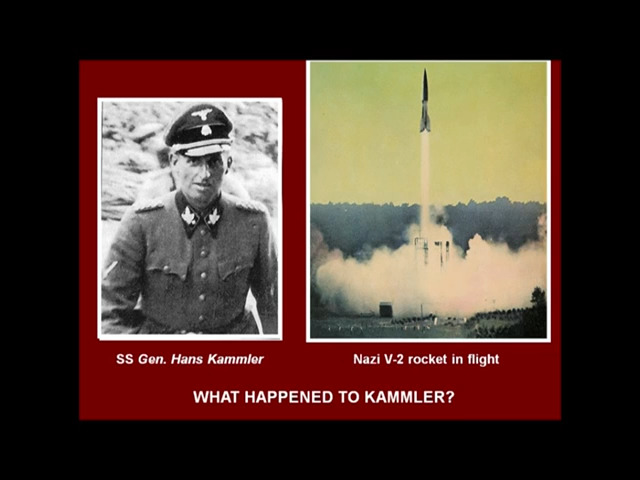 SS Gen. Hans Kammler
Nazi V-2 rocket in flight
WHAT HAPPENED TO KAMMLER?